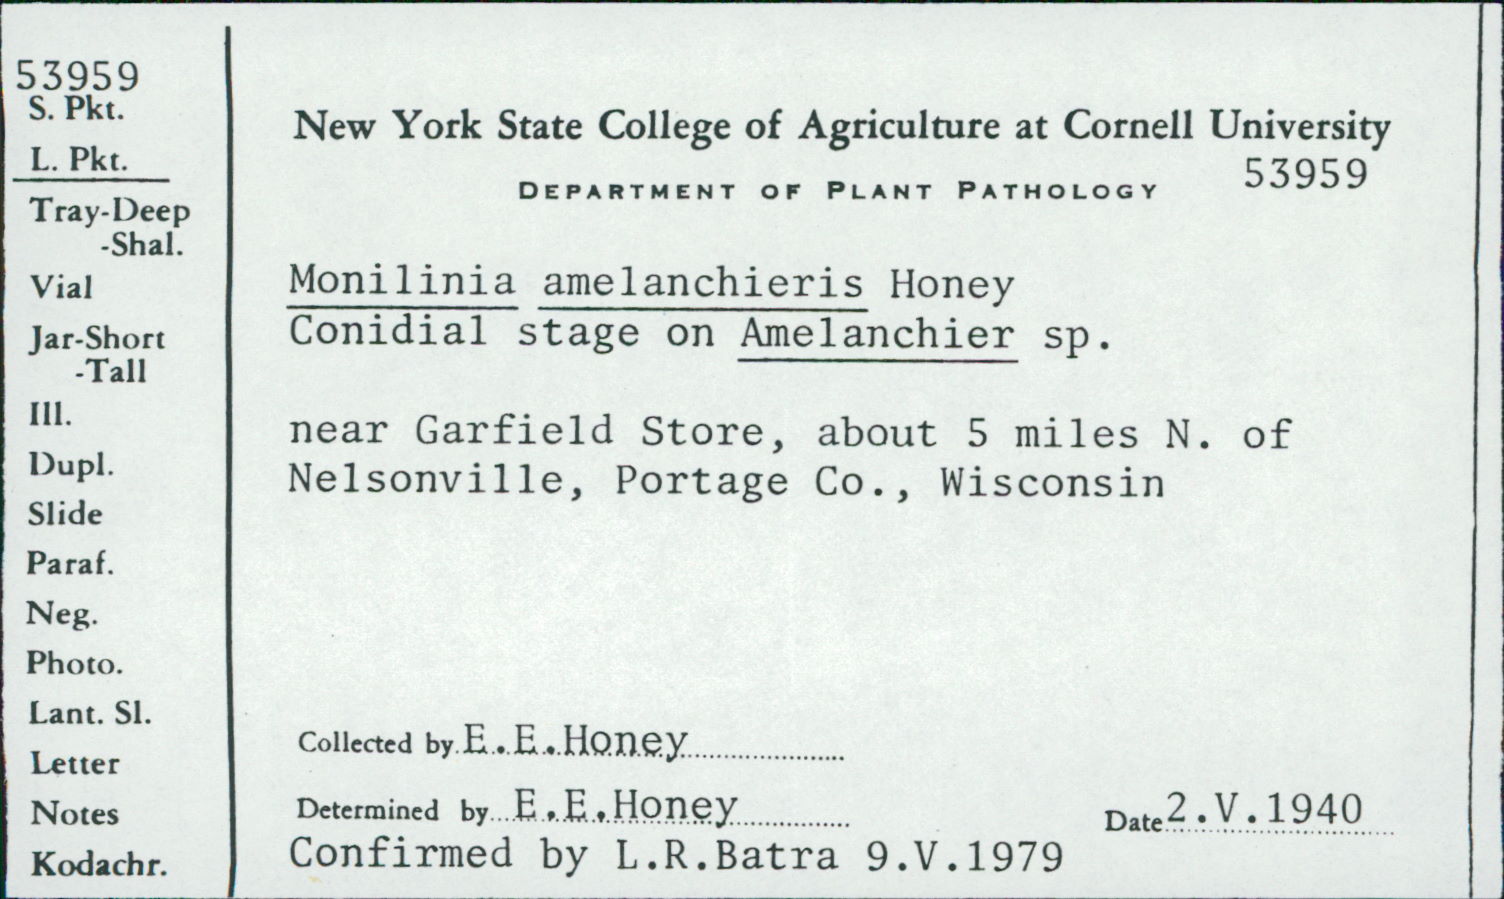 53959
S. Pkt.
L. Pkt.
Tray-Deep
-Shal.
Vial
Jar-Short
-Tall
Ill.
Dupl.
Slide
Paraf.
Neg.
Photo.
Lant. Sl.
Letter
Notes
Kodachr.
New York State College of Agriculture at Cornell University
53959
DEPARTMENT OF PLANT PATHOLOGY
Monilinia amelanchieris Honey
Conidial stage on Amelanchier sp.
near Garfield Store, about 5 miles N. of
Nelsonville, Portage Co., Wisconsin
Collected by E.E.Honey
Determined by E.E.Honey
Date 2.V.1940
Confirmed by L.R.Batra 9.V.1979